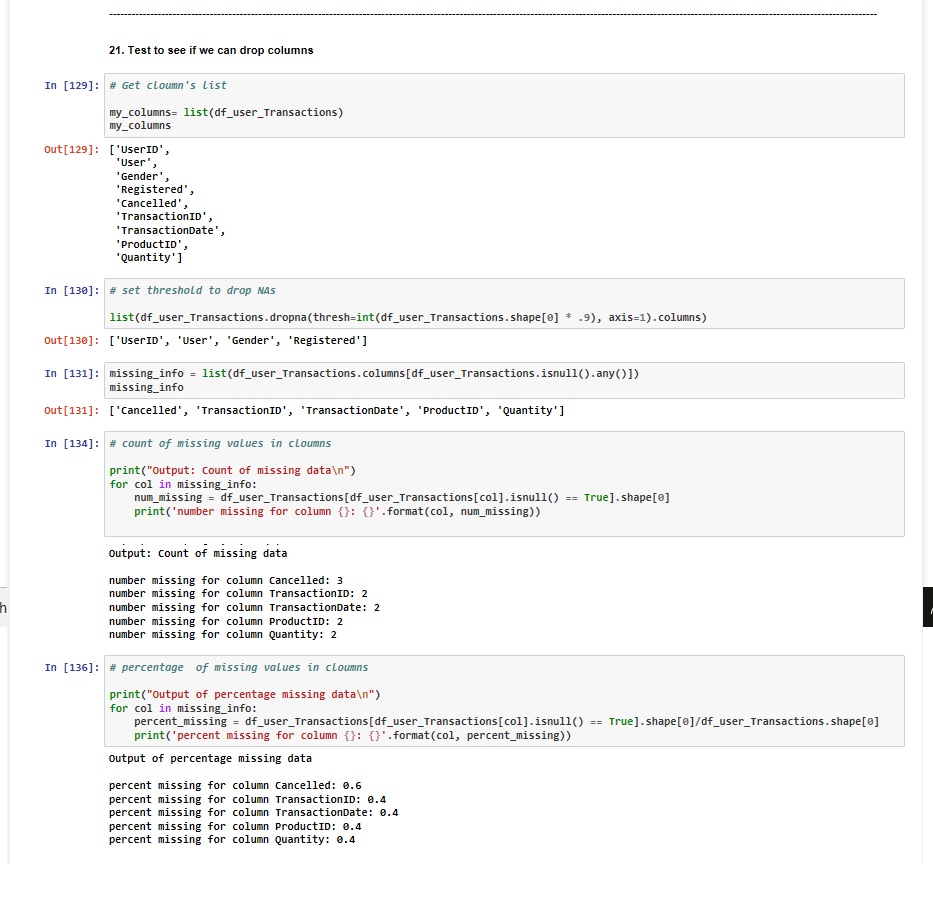 21. Test to see if we can drop columns
In [129]: # Get cloumn's list
my_columns= list(df_user_Transactions)
my_columns
Out[129]: ['UserID',
'User',
'Gender',
'Registered',
'Cancelled',
'TransactionID',
'TransactionDate',
'ProductID',
'Quantity']
In [130]: # set threshold to drop NAs
list(df_user_Transactions.dropna(thresh=int(df_user_Transactions.shape[0] * .9), axis=1).columns)
Out[130]: ['UserID', 'User', 'Gender', 'Registered']
In [131]: missing_info = list(df_user_Transactions.columns[df_user_Transactions.isnull().any()])
missing_info
Out[131]: ['Cancelled', 'TransactionID', 'TransactionDate', 'ProductID', 'Quantity']
In [134]: # count of missing values in cloumns
print("Output: Count of missing data\n")
for col in missing_info:
num_missing = df_user_Transactions[df_user_Transactions[col].isnull() == True].shape[0]
print('number missing for column {}: {}'.format(col, num_missing))
Output: Count of missing data
number missing for column Cancelled: 3
number missing for column TransactionID: 2
number missing for column TransactionDate: 2
h
number missing for column ProductID: 2
number missing for column Quantity: 2
In [136]: # percentage  of missing values in cloumns
print("Output of percentage missing data\n")
for col in missing_info:
percent_missing = df_user_Transactions[df_user_Transactions[col].isnull() == True].shape[0]/df_user_Transactions.shape[0]
print('percent missing for column {}: {}'.format(col, percent_missing))
Output of percentage missing data
percent missing for column Cancelled: 0.6
percent missing for column TransactionID: 0.4
percent missing for column TransactionDate: 0.4
percent missing for column ProductID: 0.4
percent missing for column Quantity: 0.4